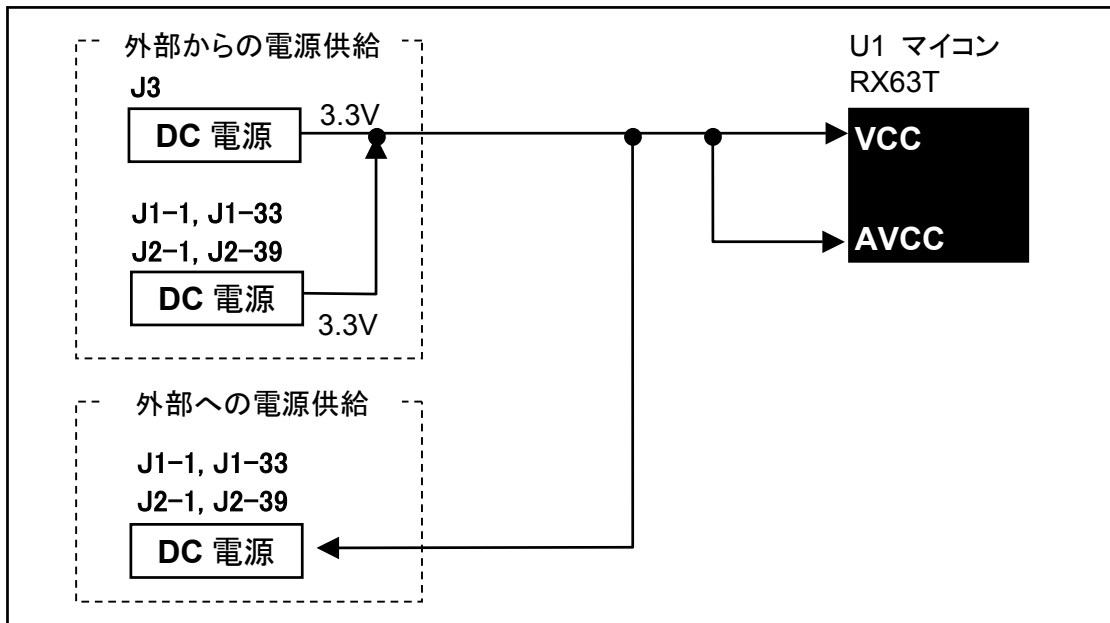 外部からの電源供給
J3
DC 電源
3.3V
J1-1, J1-33
J2-1, J2-39
DC 電源
3.3V
外部への電源供給
J1-1, J1-33
J2-1, J2-39
DC 電源
U1 マイコン
RX63T
VCC
AVCC